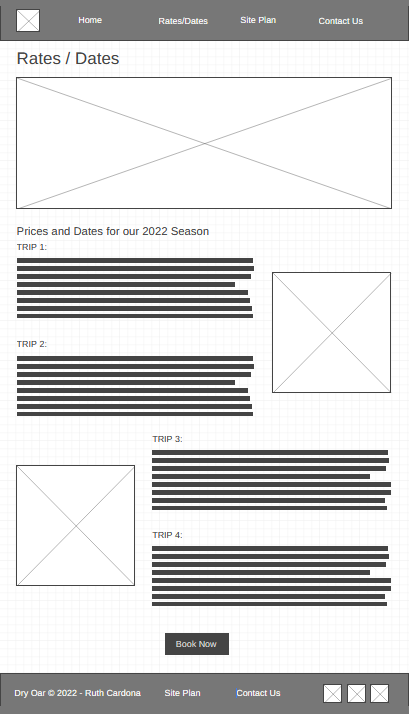 Home Rates/Dates Site Plan Contact Us
Rates / Dates
Prices and Dates for our 2022 Season
TRIP 1:
TRIP 2:
TRIP 3:
TRIP 4:
Book Now
Dry Oar © 2022 - Ruth Cardona Site Plan Contact Us